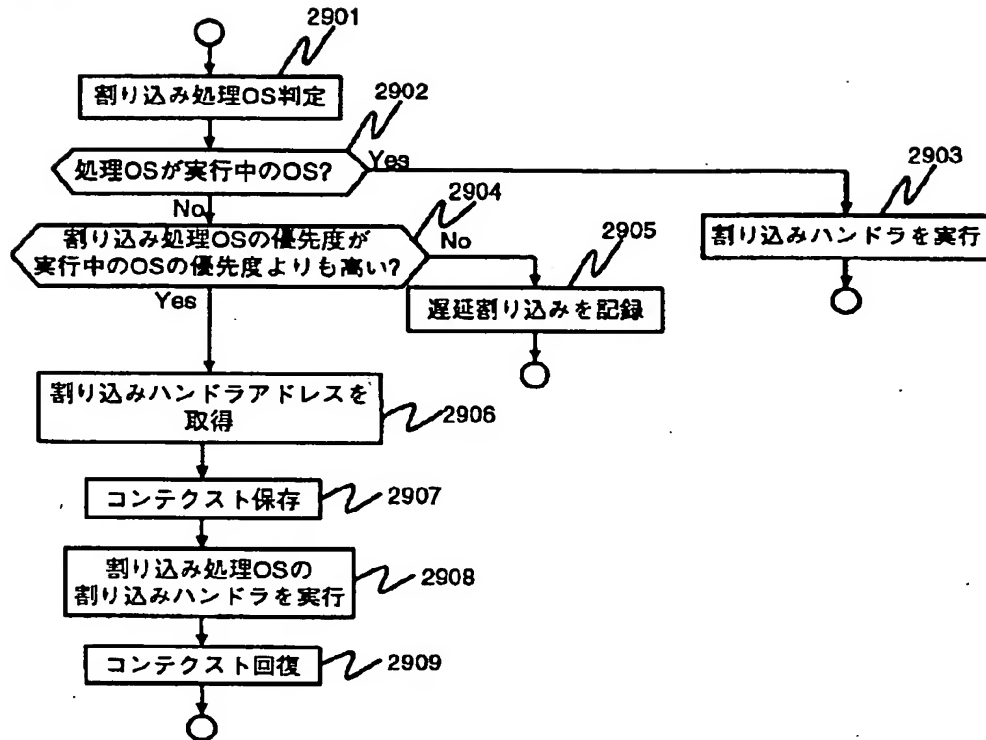 2901
割り込み処理OS判定
2902
処理OSが実行中のOS?
Yes
2903
割り込みハンドラを実行
No
2904
割り込み処理OSの優先度が
実行中のOSの優先度よりも高い?
No
2905
遅延割り込みを記録
Yes
割り込みハンドラアドレスを
取得
2906
コンテクスト保存
2907
割り込み処理OSの
割り込みハンドラを実行
2908
コンテクスト回復
2909